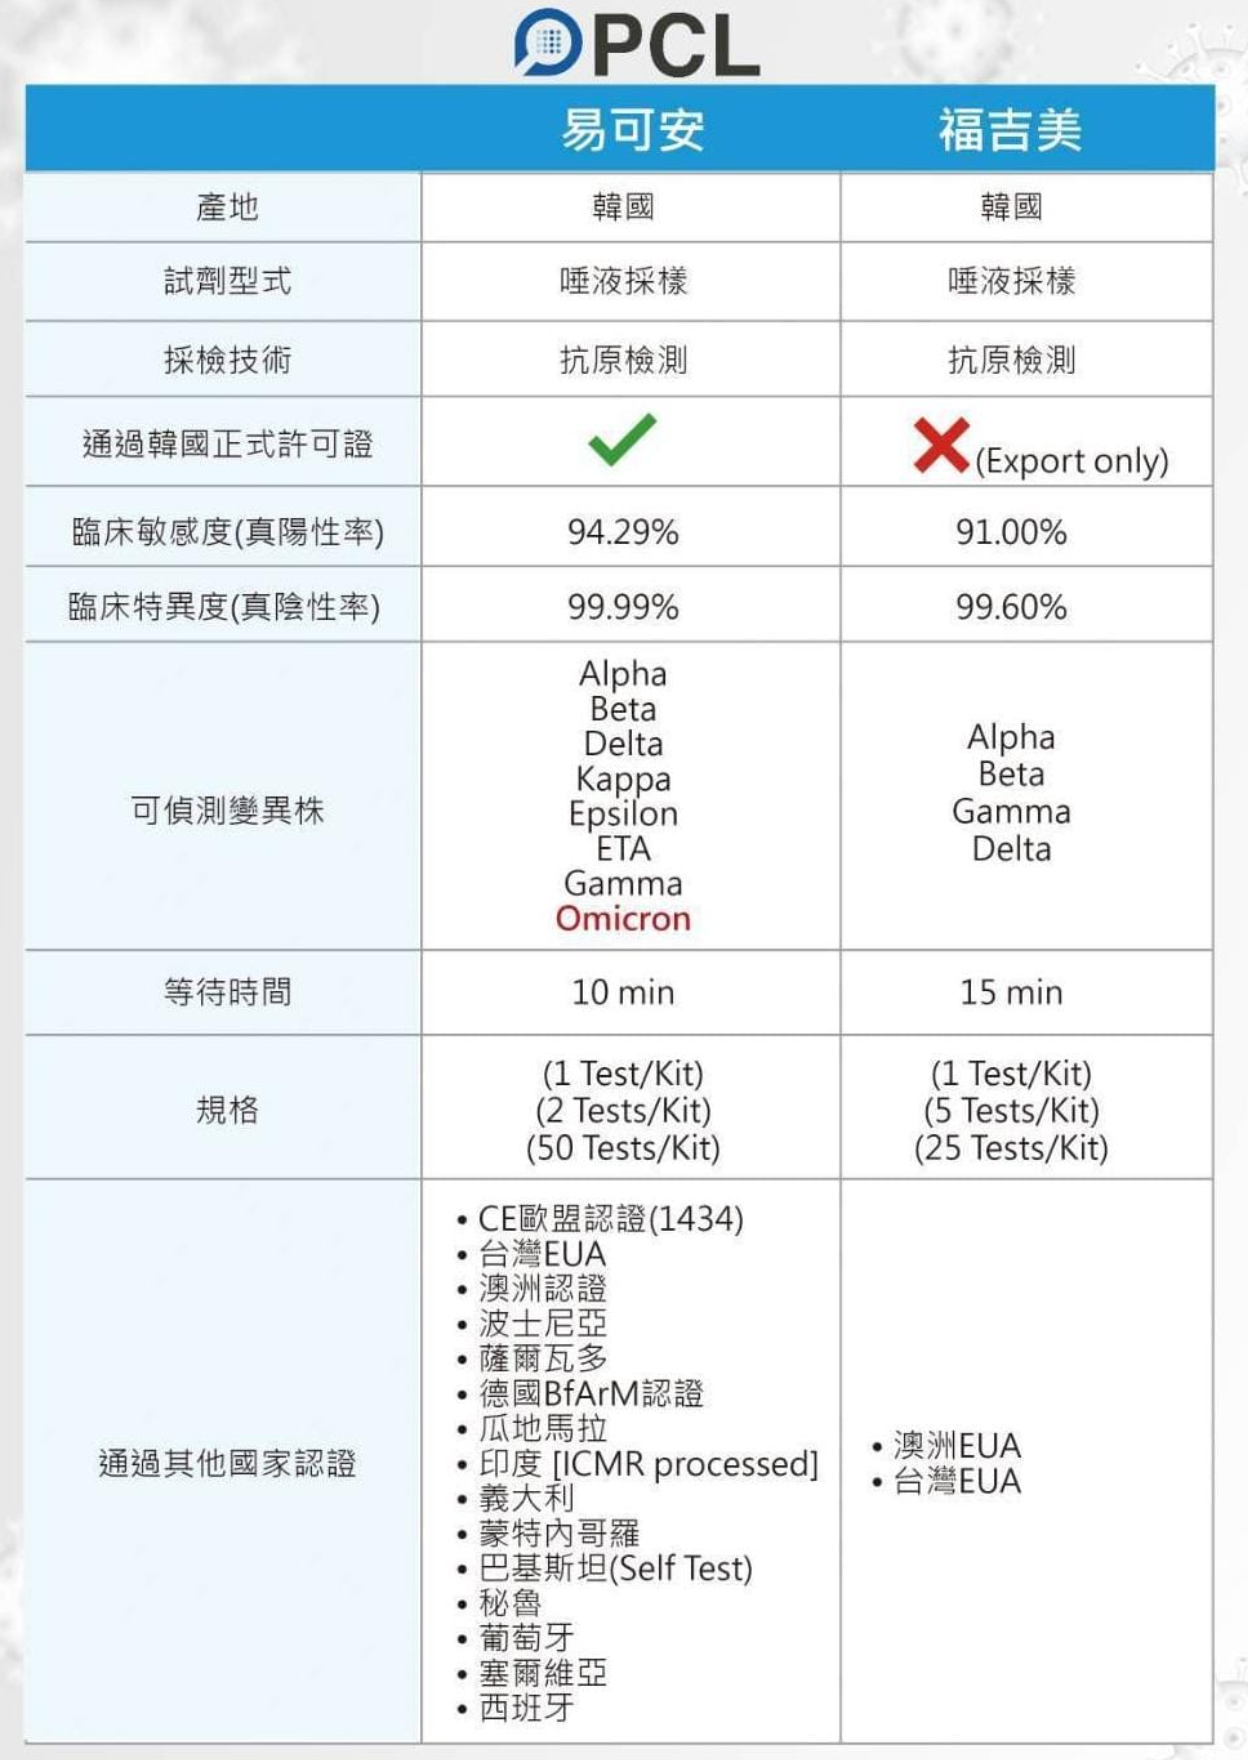 PCL
易可安 福吉美
產地 韓國 韓國
試劑型式 唾液採樣 唾液採樣
採檢技術 抗原檢測 抗原檢測
通過韓國正式許可證 (Export only)
臨床敏感度(真陽性率) 94.29% 91.00%
臨床特異度(真陰性率) 99.99% 99.60%
可偵測變異株
Alpha
Beta
Delta
Kappa
Epsilon
ETA
Gamma
Omicron
Alpha
Beta
Gamma
Delta
等待時間 10 min 15 min
規格
(1 Test/Kit)
(2 Tests/Kit)
(50 Tests/Kit)
(1 Test/Kit)
(5 Tests/Kit)
(25 Tests/Kit)
通過其他國家認證
• CE歐盟認證(1434)
• 台灣EUA
• 澳洲認證
• 波士尼亞
• 薩爾瓦多
• 德國BfArM認證
• 瓜地馬拉
• 印度 [ICMR processed]
• 義大利
• 蒙特內哥羅
• 巴基斯坦(Self Test)
• 秘魯
• 葡萄牙
• 塞爾維亞
• 西班牙
• 澳洲EUA
• 台灣EUA